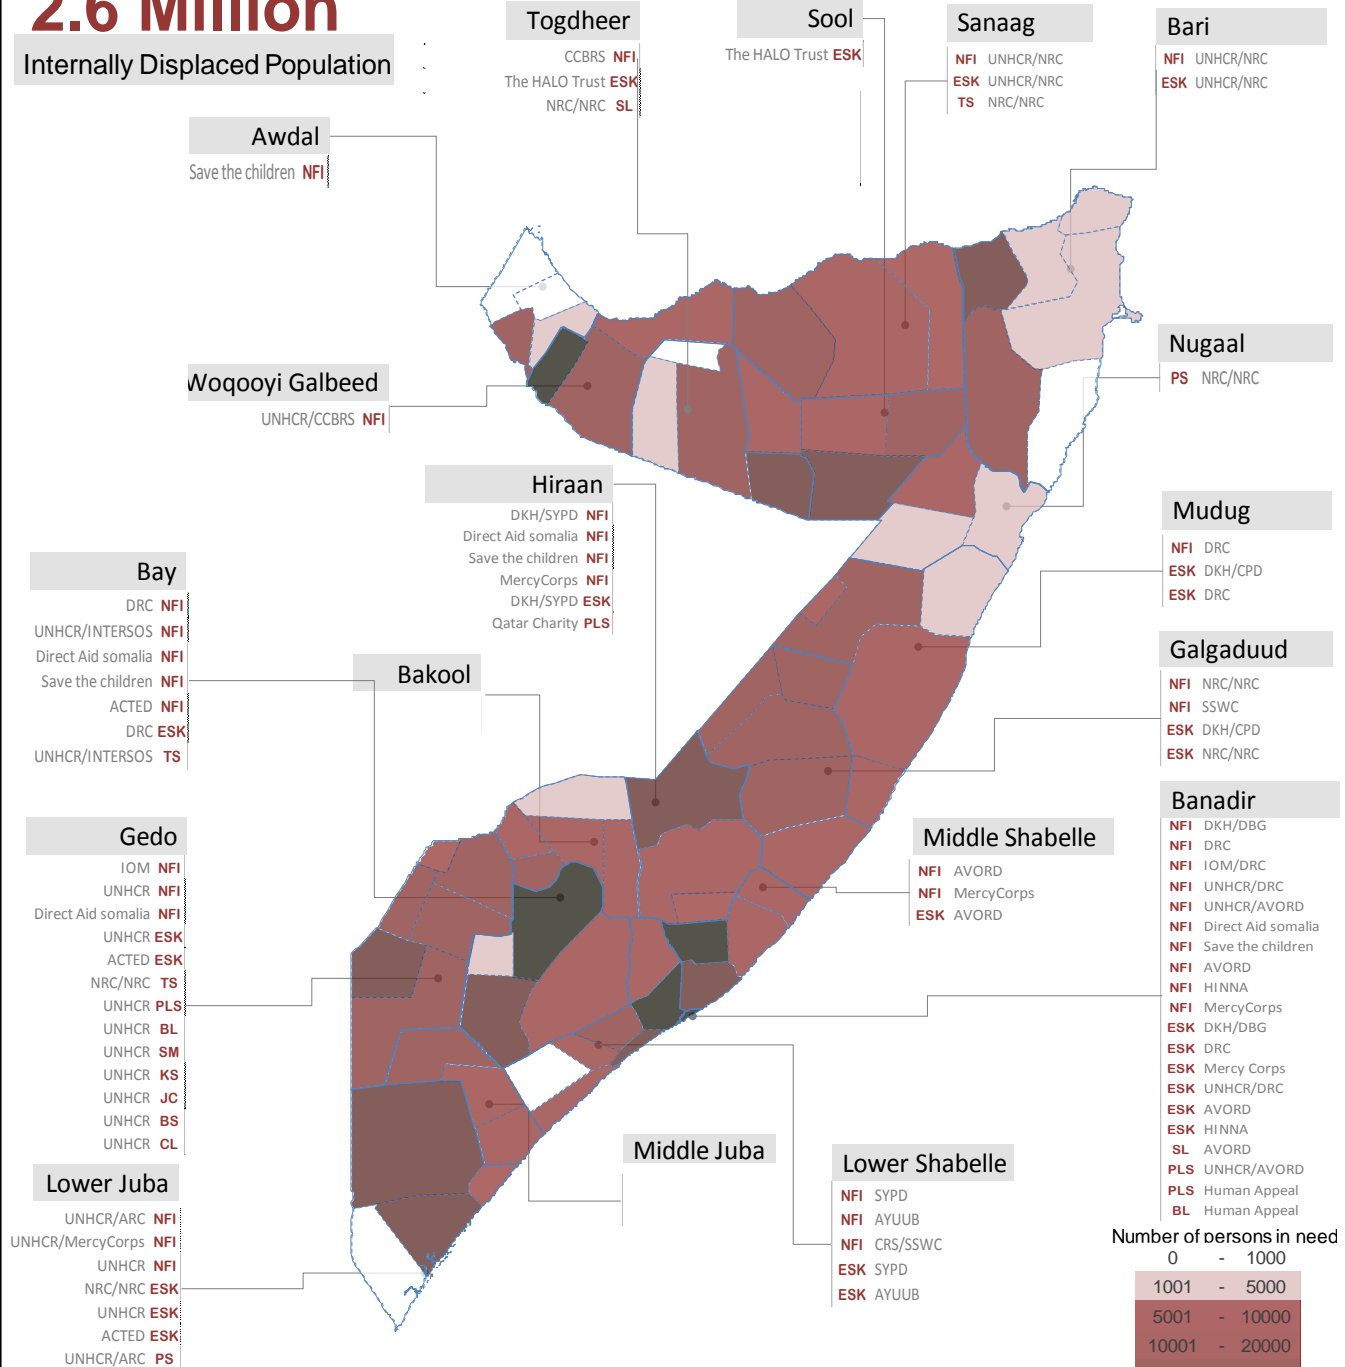 2.6 Million
Internally Displaced Population
Togdheer
CCBRS NFI
The HALO Trust ESK
NRC/NRC SL
Sool
The HALO Trust ESK
Sanaag
NFI UNHCR/NRC
ESK UNHCR/NRC
TS NRC/NRC
Bari
NFI UNHCR/NRC
ESK UNHCR/NRC
Awdal
Save the children NFI
Woqooyi Galbeed
UNHCR/CCBRS NFI
Nugaal
PS NRC/NRC
Hiraan
DKH/SYPD NFI
Direct Aid somalia NFI
Save the children NFI
MercyCorps NFI
DKH/SYPD ESK
Qatar Charity PLS
Mudug
NFI DRC
ESK DKH/CPD
ESK DRC
Bay
DRC NFI
UNHCR/INTERSOS NFI
Direct Aid somalia NFI
Save the children NFI
ACTED NFI
DRC ESK
UNHCR/INTERSOS TS
Bakool
Galgaduud
NFI NRC/NRC
NFI SSWC
ESK DKH/CPD
ESK NRC/NRC
Gedo
IOM NFI
UNHCR NFI
Direct Aid somalia NFI
UNHCR ESK
ACTED ESK
NRC/NRC TS
UNHCR PLS
UNHCR BL
UNHCR SM
UNHCR KS
UNHCR JC
UNHCR BS
UNHCR CL
Middle Shabelle
NFI AVORD
NFI MercyCorps
ESK AVORD
Banadir
NFI DKH/DBG
NFI DRC
NFI IOM/DRC
NFI UNHCR/DRC
NFI UNHCR/AVORD
NFI Direct Aid somalia
NFI Save the children
NFI AVORD
NFI HINNA
NFI MercyCorps
ESK DKH/DBG
ESK DRC
ESK Mercy Corps
ESK UNHCR/DRC
ESK AVORD
ESK HINNA
SL AVORD
PLS UNHCR/AVORD
PLS Human Appeal
BL Human Appeal
Lower Juba
UNHCR/ARC NFI
UNHCR/MercyCorps NFI
UNHCR NFI
NRC/NRC ESK
UNHCR ESK
ACTED ESK
UNHCR/ARC PS
Middle Juba
Lower Shabelle
NFI SYPD
NFI AYUUB
NFI CRS/SSWC
ESK SYPD
ESK AYUUB
Number of persons in need
0 - 1000
1001 - 5000
5001 - 10000
10001 - 20000